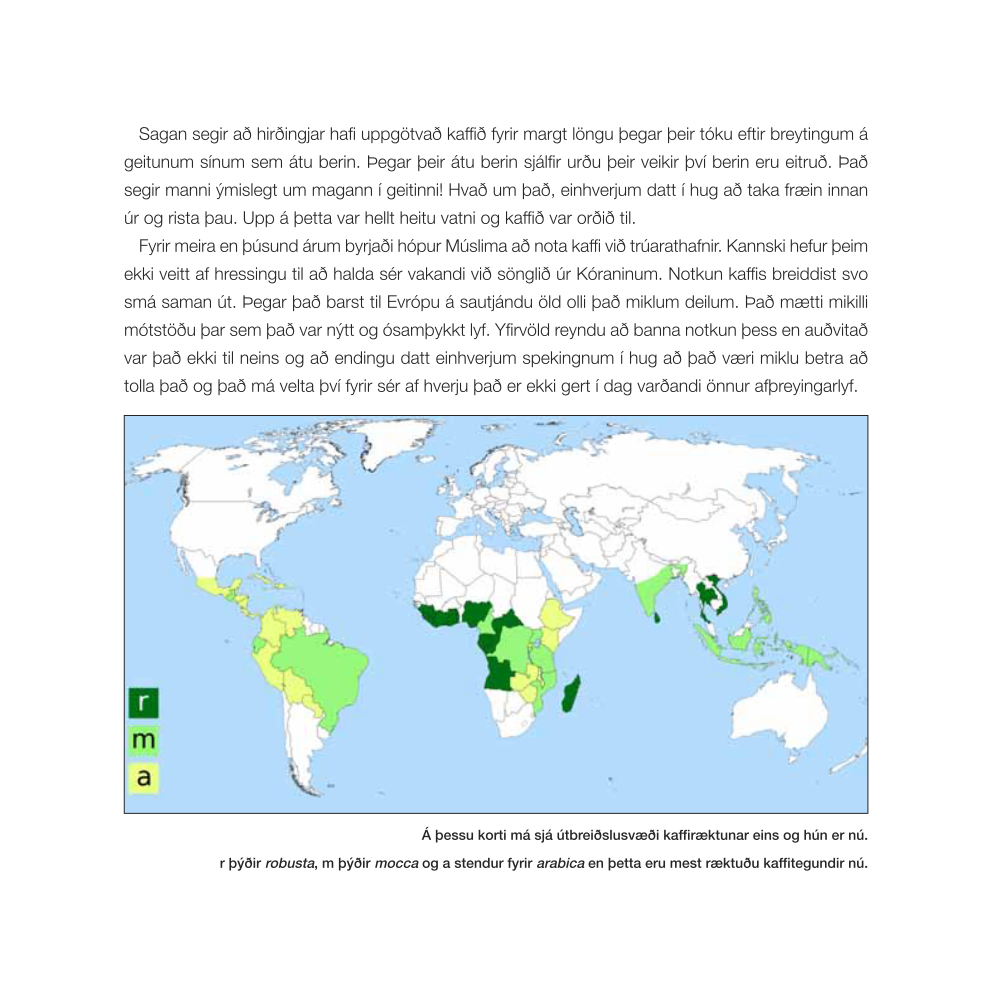 Sagan segir að hirðingjar hafi uppgötvað kaffið fyrir margt löngu þegar þeir tóku eftir breytingum á
geitunum sínum sem átu berin. Þegar þeir átu berin sjálfir urðu þeir veikir því berin eru eitruð. Það
segir manni ýmislegt um magann í geitinni! Hvað um það, einhverjum datt í hug að taka fræin innan
úr og rista þau. Upp á þetta var hellt heitu vatni og kaffið var orðið til.
Fyrir meira en þúsund árum byrjaði hópur Múslima að nota kaffi við trúarathafnir. Kannski hefur þeim
ekki veitt af hressingu til að halda sér vakandi við sönglið úr Kóraninum. Notkun kaffis breiddist svo
smá saman út. Þegar það barst til Evrópu á sautjándu öld olli það miklum deilum. Það mætti mikilli
mótstöðu þar sem það var nýtt og ósamþykkt lyf. Yfirvöld reyndu að banna notkun þess en auðvitað
var það ekki til neins og að endingu datt einhverjum spekingnum í hug að það væri miklu betra að
tolla það og það má velta því fyrir sér af hverju það er ekki gert í dag varðandi önnur afþreyingarlyf.
r
m
a
Á þessu korti má sjá útbreiðslusvæði kaffiræktunar eins og hún er nú.
r þýðir robusta, m þýðir mocca og a stendur fyrir arabica en þetta eru mest ræktuðu kaffitegundir nú.